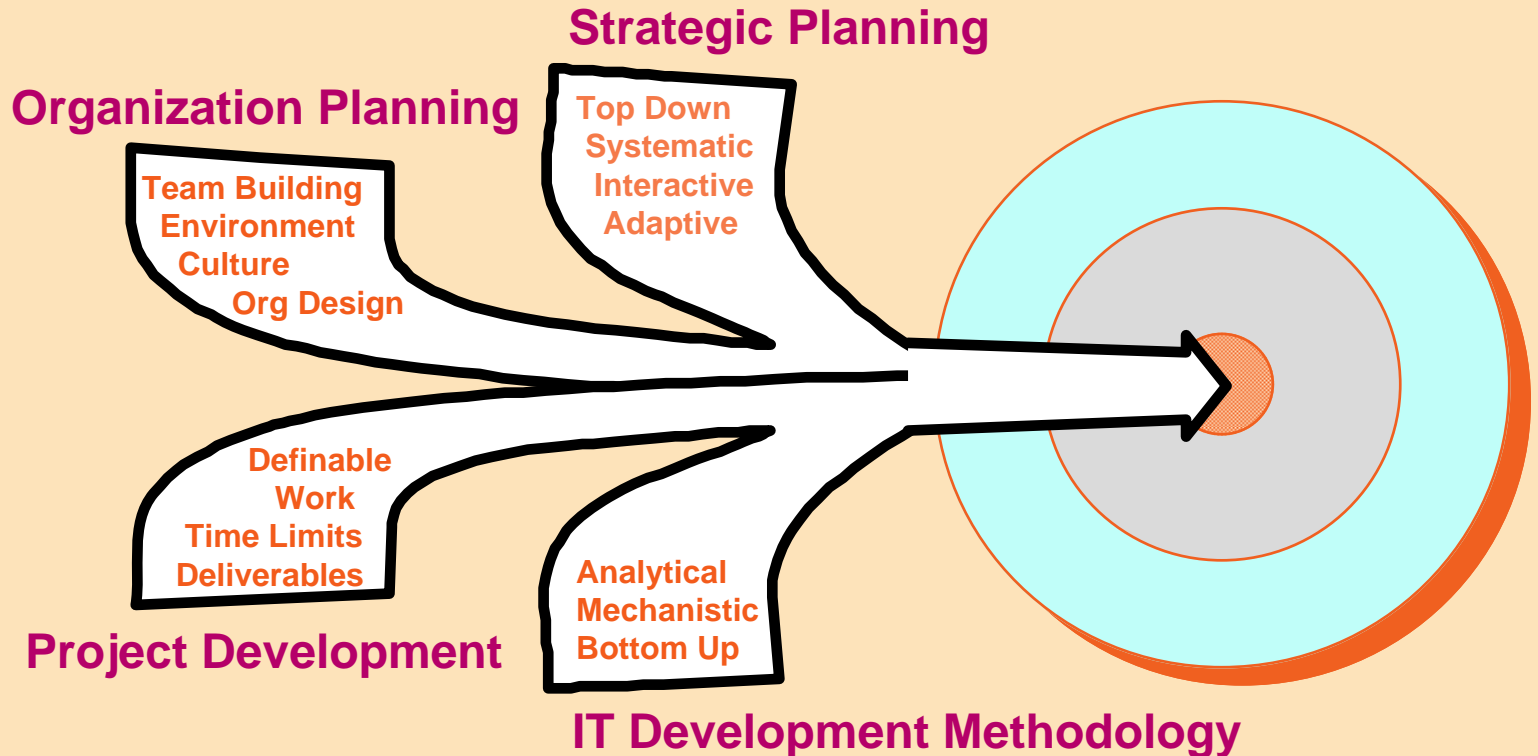 Strategic Planning
Organization Planning
Top Down
Systematic
Interactive
Adaptive
Team Building
Environment
Culture
Org Design
Definable
Work
Time Limits
Deliverables
Analytical
Mechanistic
Bottom Up
Project Development
IT Development Methodology